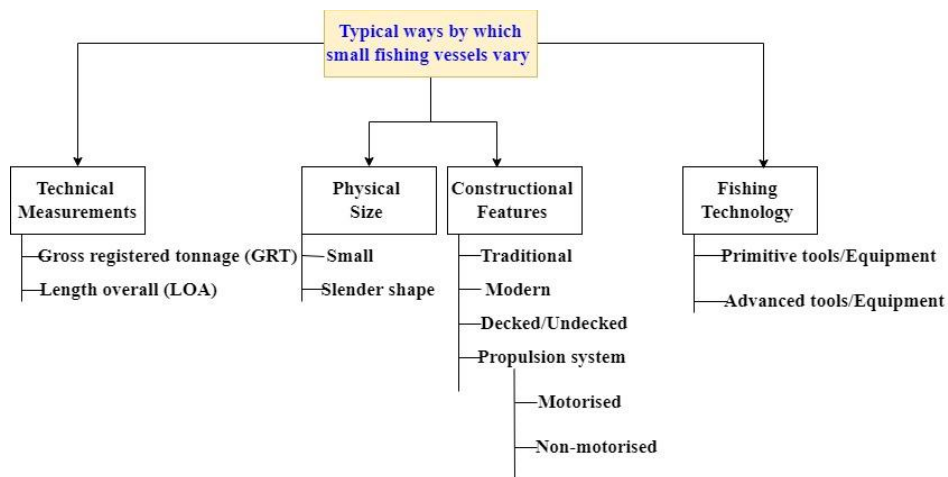 Typical ways by which
small fishing vessels vary
Technical
Measurements
Gross registered tonnage (GRT)
Length overall (LOA)
Physical
Size
Small
Slender shape
Constructional
Features
Traditional
Modern
Decked/Undecked
Propulsion system
Motorised
Non-motorised
Fishing
Technology
Primitive tools/Equipment
Advanced tools/Equipment